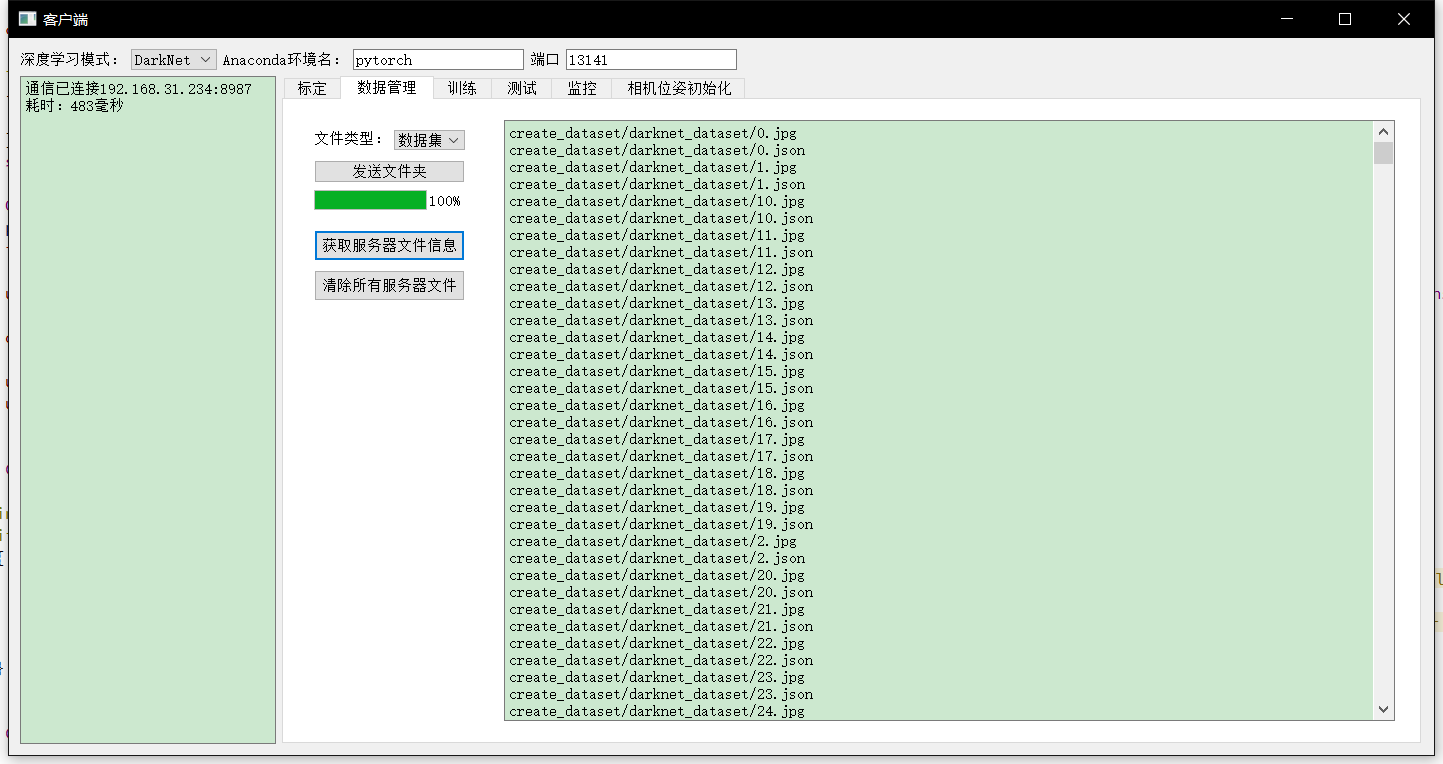 客户端
深度学习模式： DarkNet Anaconda环境名： pytorch 端口 13141
通信已连接192.168.31.234:8987
耗时：483毫秒
标定 数据管理 训练 测试 监控 相机位姿初始化
文件类型： 数据集
发送文件夹
100%
获取服务器文件信息
清除所有服务器文件
create_dataset/darknet_dataset/0.jpg
create_dataset/darknet_dataset/0.json
create_dataset/darknet_dataset/1.jpg
create_dataset/darknet_dataset/1.json
create_dataset/darknet_dataset/10.jpg
create_dataset/darknet_dataset/10.json
create_dataset/darknet_dataset/11.jpg
create_dataset/darknet_dataset/11.json
create_dataset/darknet_dataset/12.jpg
create_dataset/darknet_dataset/12.json
create_dataset/darknet_dataset/13.jpg
create_dataset/darknet_dataset/13.json
create_dataset/darknet_dataset/14.jpg
create_dataset/darknet_dataset/14.json
create_dataset/darknet_dataset/15.jpg
create_dataset/darknet_dataset/15.json
create_dataset/darknet_dataset/16.jpg
create_dataset/darknet_dataset/16.json
create_dataset/darknet_dataset/17.jpg
create_dataset/darknet_dataset/17.json
create_dataset/darknet_dataset/18.jpg
create_dataset/darknet_dataset/18.json
create_dataset/darknet_dataset/19.jpg
create_dataset/darknet_dataset/19.json
create_dataset/darknet_dataset/2.jpg
create_dataset/darknet_dataset/2.json
create_dataset/darknet_dataset/20.jpg
create_dataset/darknet_dataset/20.json
create_dataset/darknet_dataset/21.jpg
create_dataset/darknet_dataset/21.json
create_dataset/darknet_dataset/22.jpg
create_dataset/darknet_dataset/22.json
create_dataset/darknet_dataset/23.jpg
create_dataset/darknet_dataset/23.json
create_dataset/darknet_dataset/24.jpg